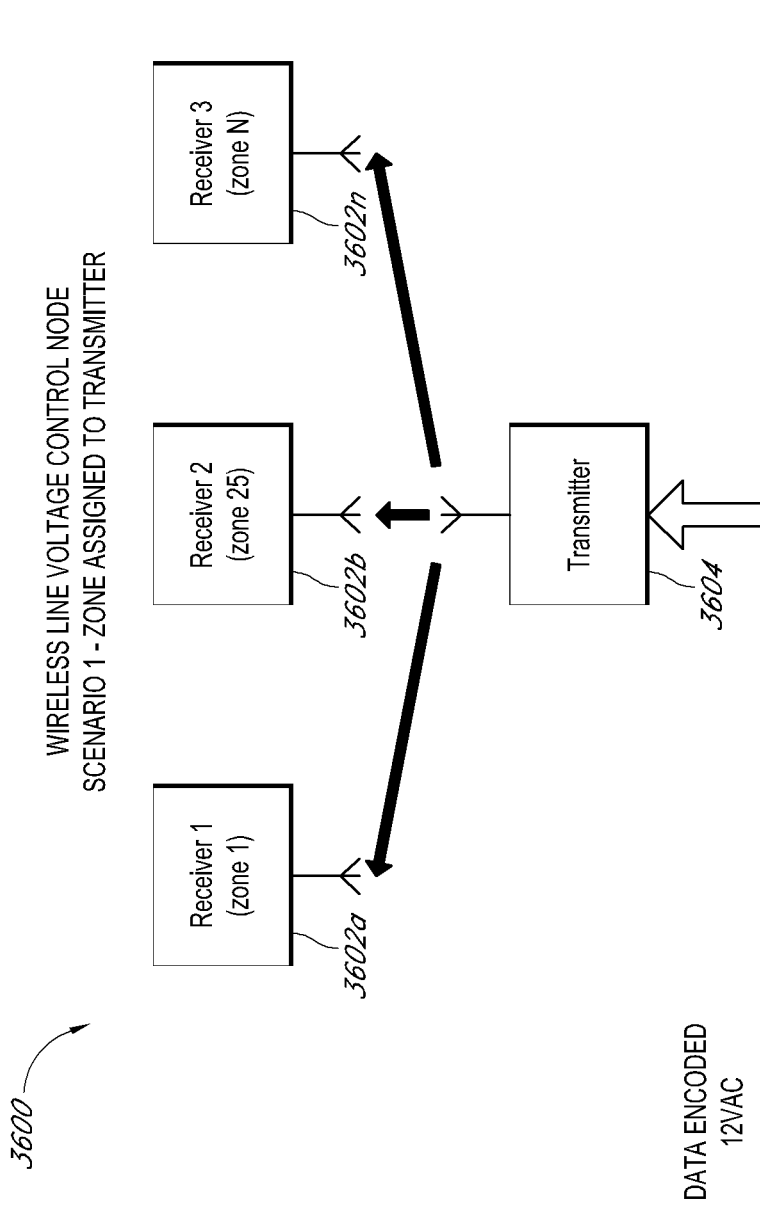 3600
WIRELESS LINE VOLTAGE CONTROL NODE
SCENARIO 1 - ZONE ASSIGNED TO TRANSMITTER
Receiver 1
(zone 1)
3602a
Receiver 2
(zone 25)
3602b
Receiver 3
(zone N)
3602n
Transmitter
3604
DATA ENCODED
12VAC